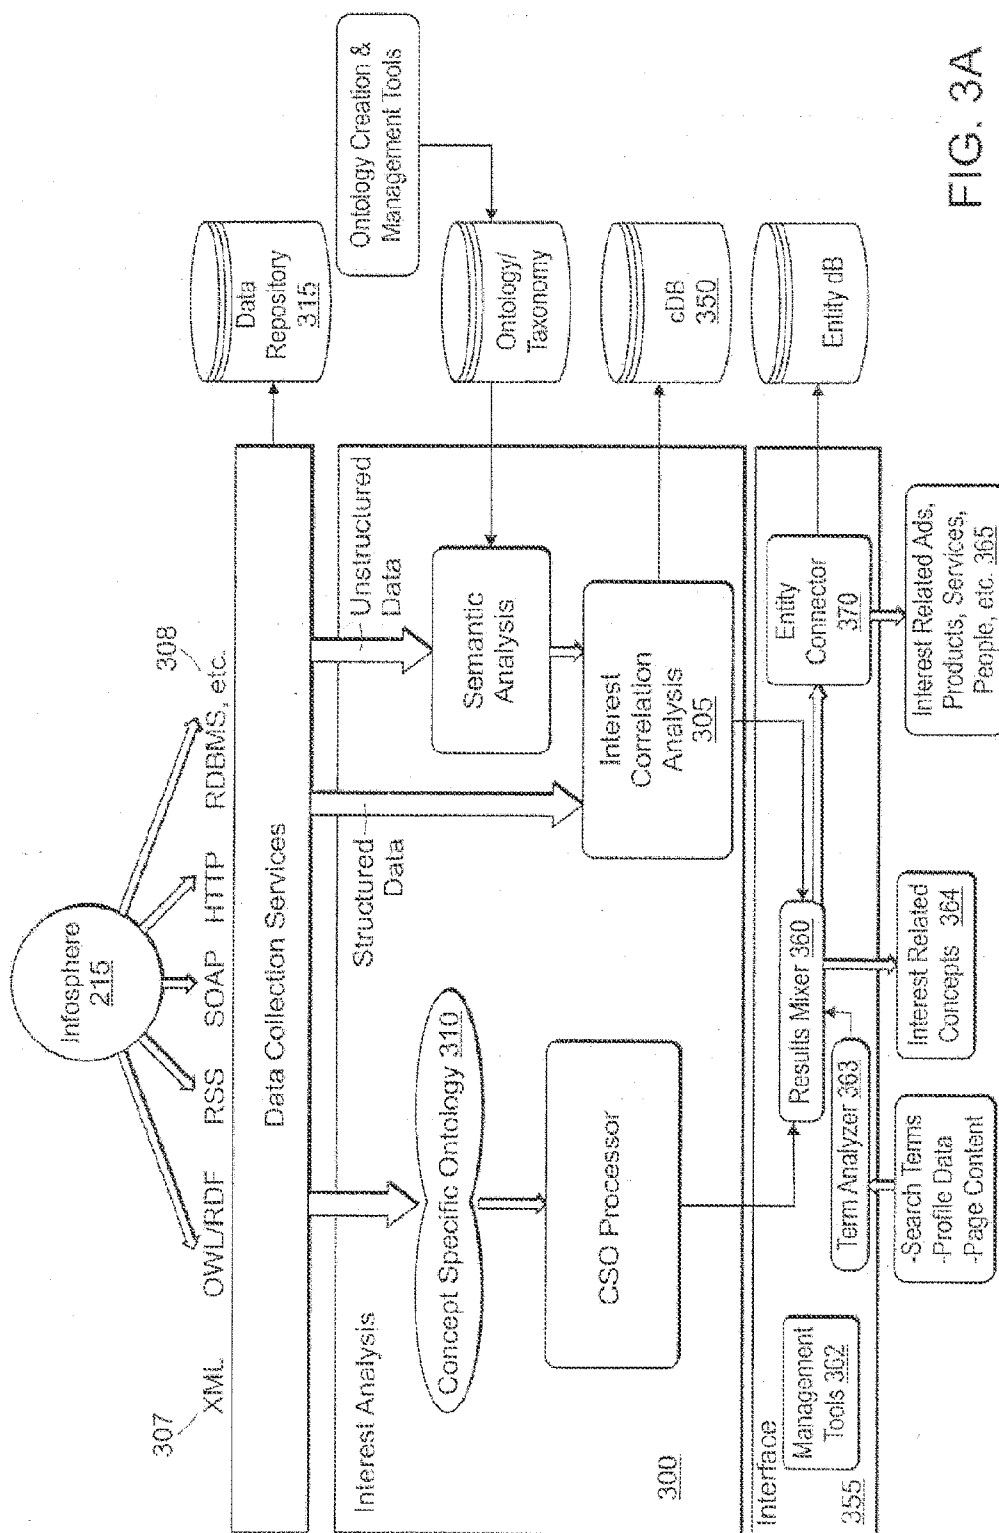 Infosphere
215
307
308
XML
OWL/RDF
RSS
SOAP
HTTP
RDBMS, etc.
Data Collection Services
Data
Repository
315
Ontology Creation &
Management Tools
Interest Analysis
Structured
Data
Unstructured
Data
Concept Specific Ontology 310
Semantic
Analysis
Ontology/
Taxonomy
CSO Processor
Interest
Correlation
Analysis
305
cDB
350
300
Interface
Management
Tools 362
Term Analyzer 363
Results Mixer 360
Entity
Connector
370
Entity dB
355
-Search Terms
-Profile Data
-Page Content
Interest Related
Concepts 364
Interest Related Ads,
Products, Services,
People, etc. 365
FIG. 3A